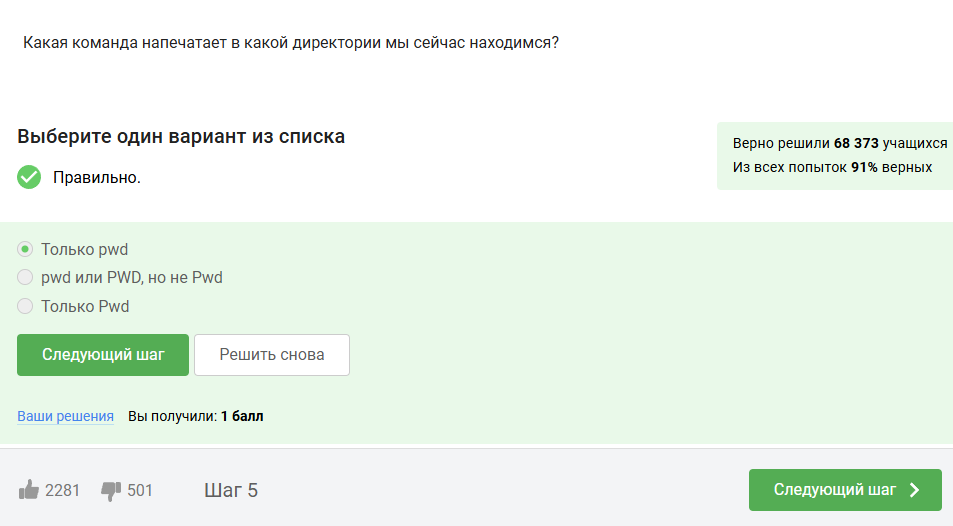 Какая команда напечатает в какой директории мы сейчас находимся?
Выберите один вариант из списка
Правильно.
Верно решили 68 373 учащихся
Из всех попыток 91% верных
Только pwd
pwd или PWD, но не Pwd
Только Pwd
Следующий шаг
Решить снова
Ваши решения Вы получили: 1 балл
2281 501 Шаг 5 Следующий шаг